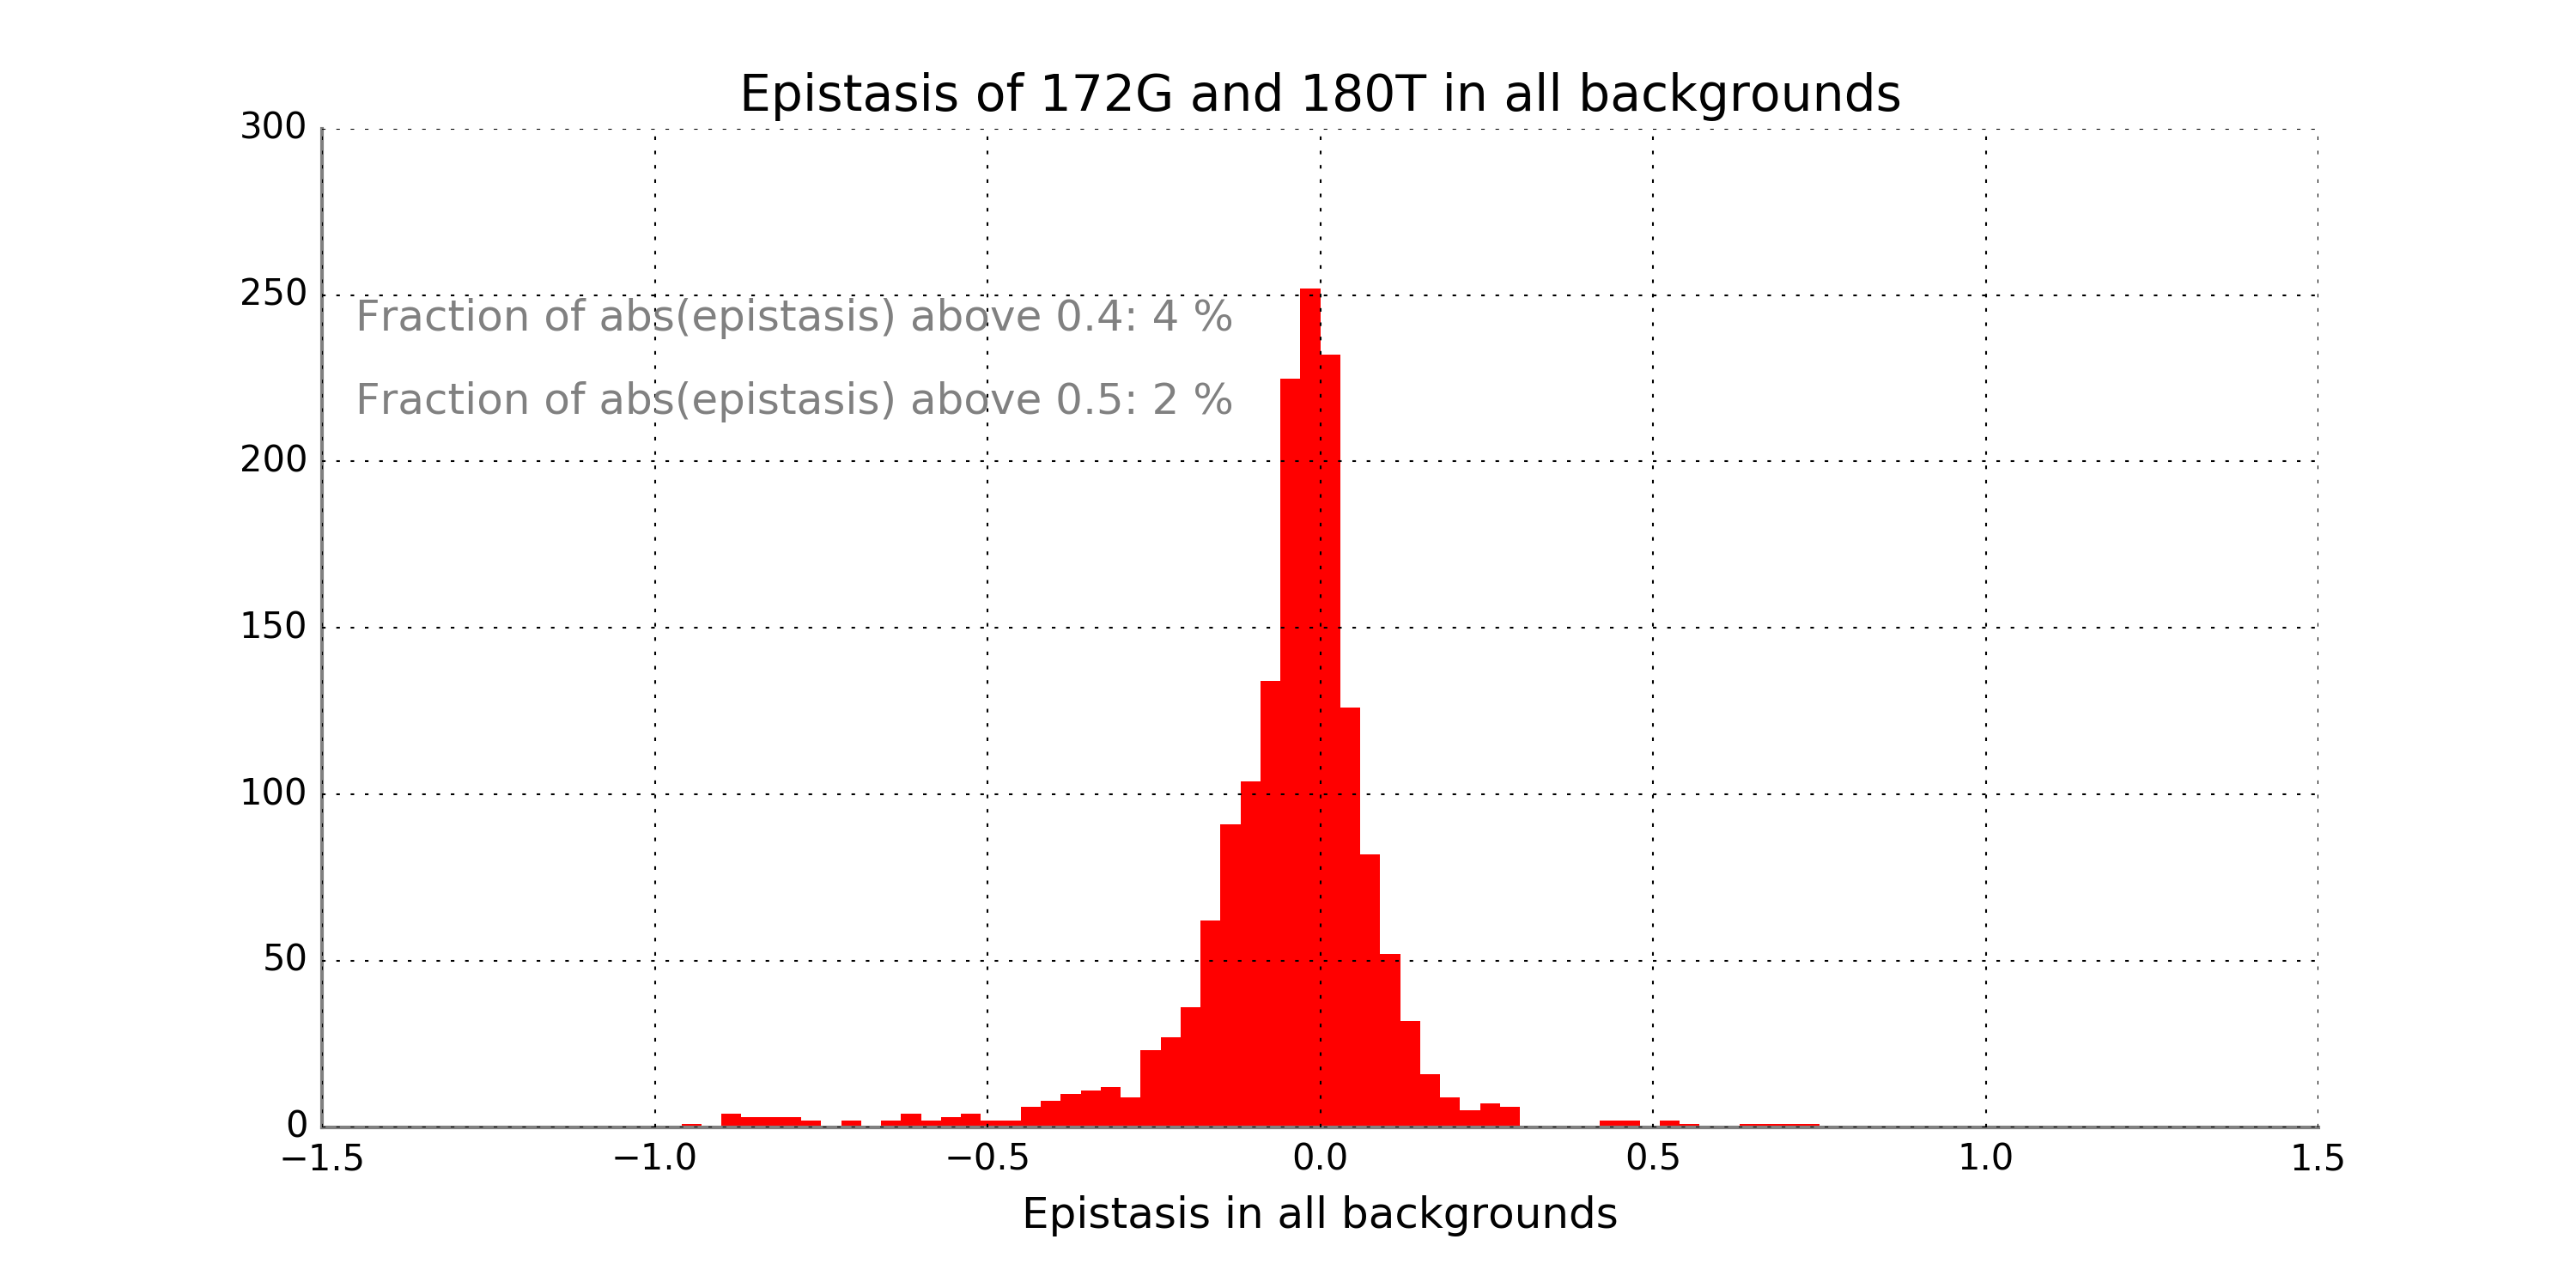 Epistasis of 172G and 180T in all backgrounds
300
250
Fraction of abs(epistasis) above 0.4: 4 %
Fraction of abs(epistasis) above 0.5: 2 %
200
150
100
50
0
−1.5 −1.0 −0.5 0.0 0.5 1.0 1.5
Epistasis in all backgrounds